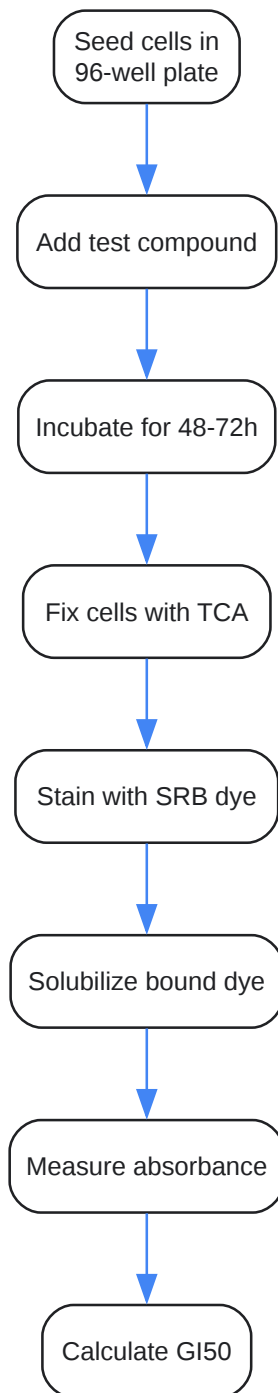 Seed cells in
96-well plate
Add test compound
Incubate for 48-72h
Fix cells with TCA
Stain with SRB dye
Solubilize bound dye
Measure absorbance
Calculate GI50